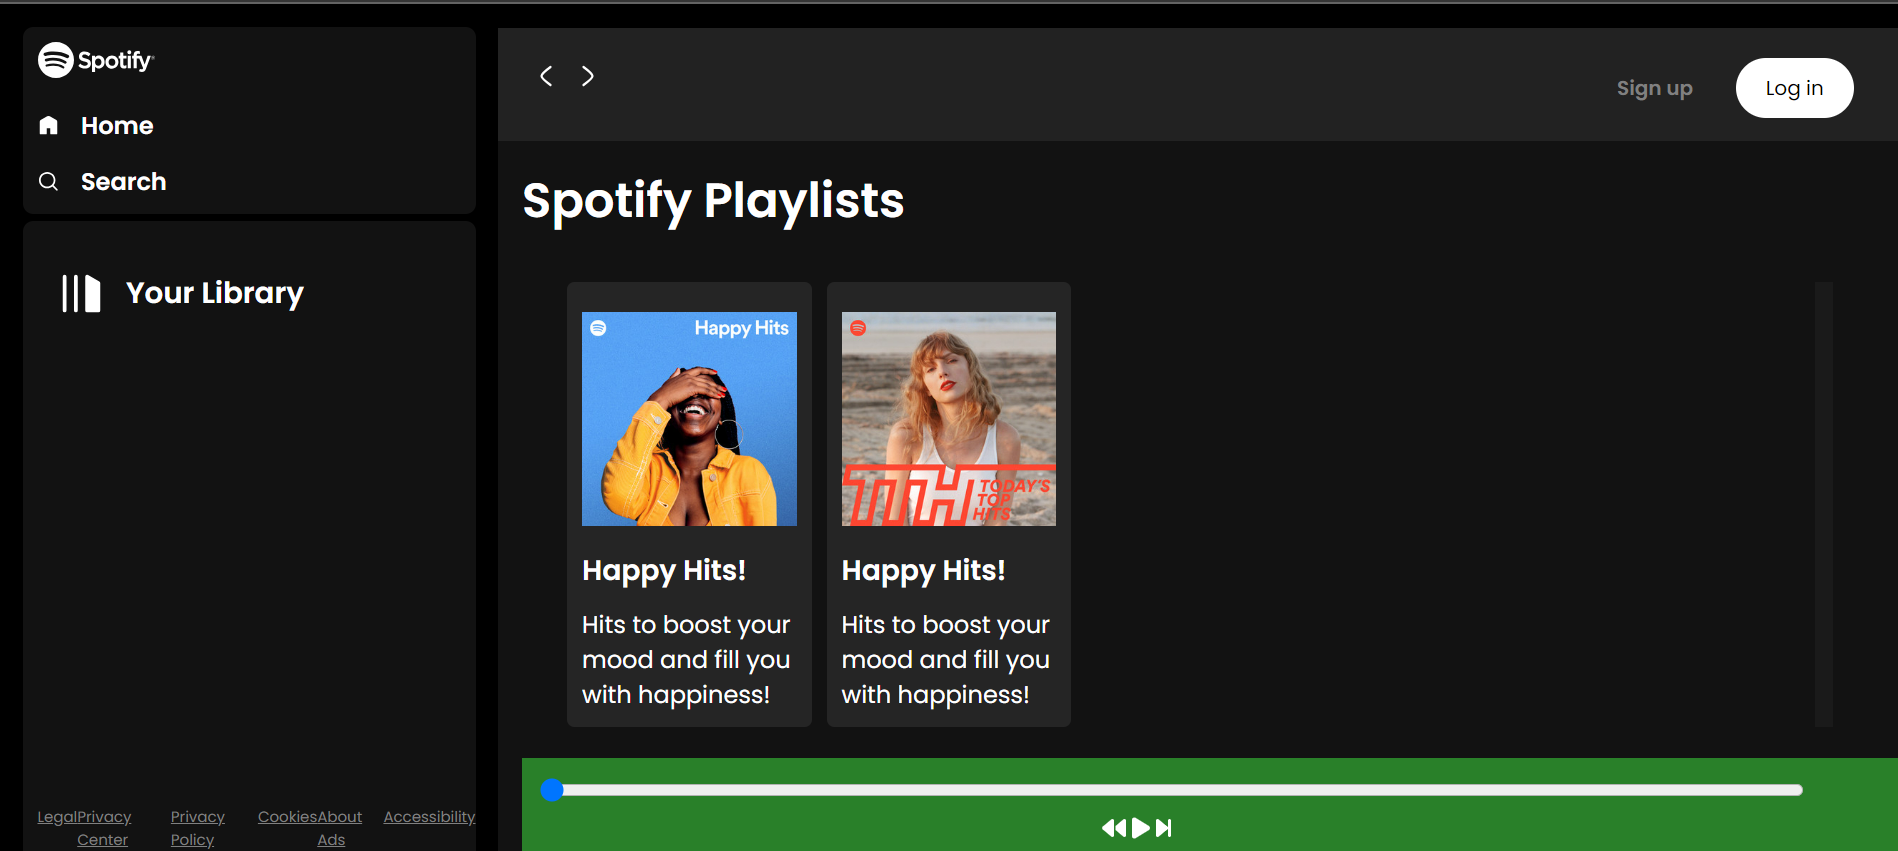 Spotify
Home
Search
Your Library
LegalPrivacy Privacy CookiesAbout Accessibility
Center Policy Ads
Sign up
Log in
Spotify Playlists
Happy Hits
Happy Hits!
Hits to boost your
mood and fill you
with happiness!
TTH TODAY'S
TOP
HITS
Happy Hits!
Hits to boost your
mood and fill you
with happiness!